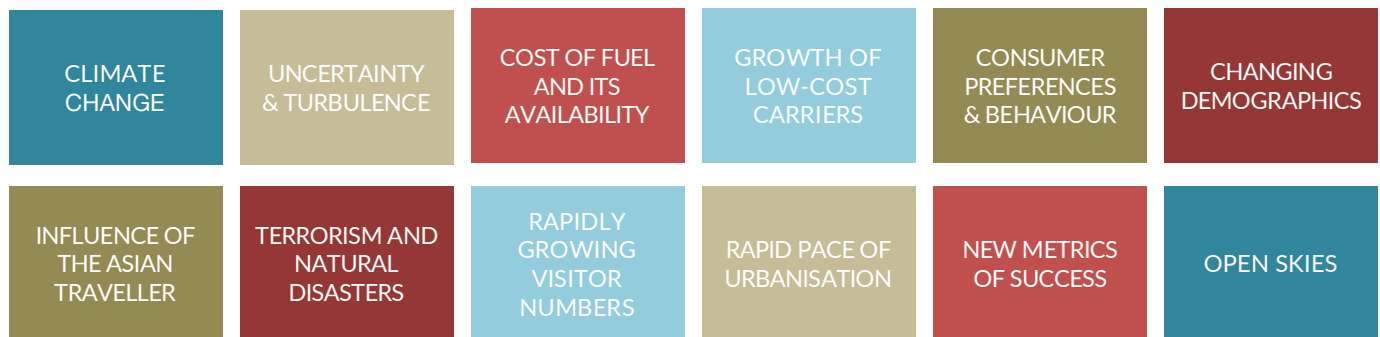 CLIMATE
CHANGE
UNCERTAINTY
& TURBULENCE
COST OF FUEL
AND ITS
AVAILABILITY
GROWTH OF
LOW-COST
CARRIERS
CONSUMER
PREFERENCES
& BEHAVIOUR
CHANGING
DEMOGRAPHICS
INFLUENCE OF
THE ASIAN
TRAVELLER
TERRORISM AND
NATURAL
DISASTERS
RAPIDLY
GROWING
VISITOR
NUMBERS
RAPID PACE OF
URBANISATION
NEW METRICS
OF SUCCESS
OPEN SKIES